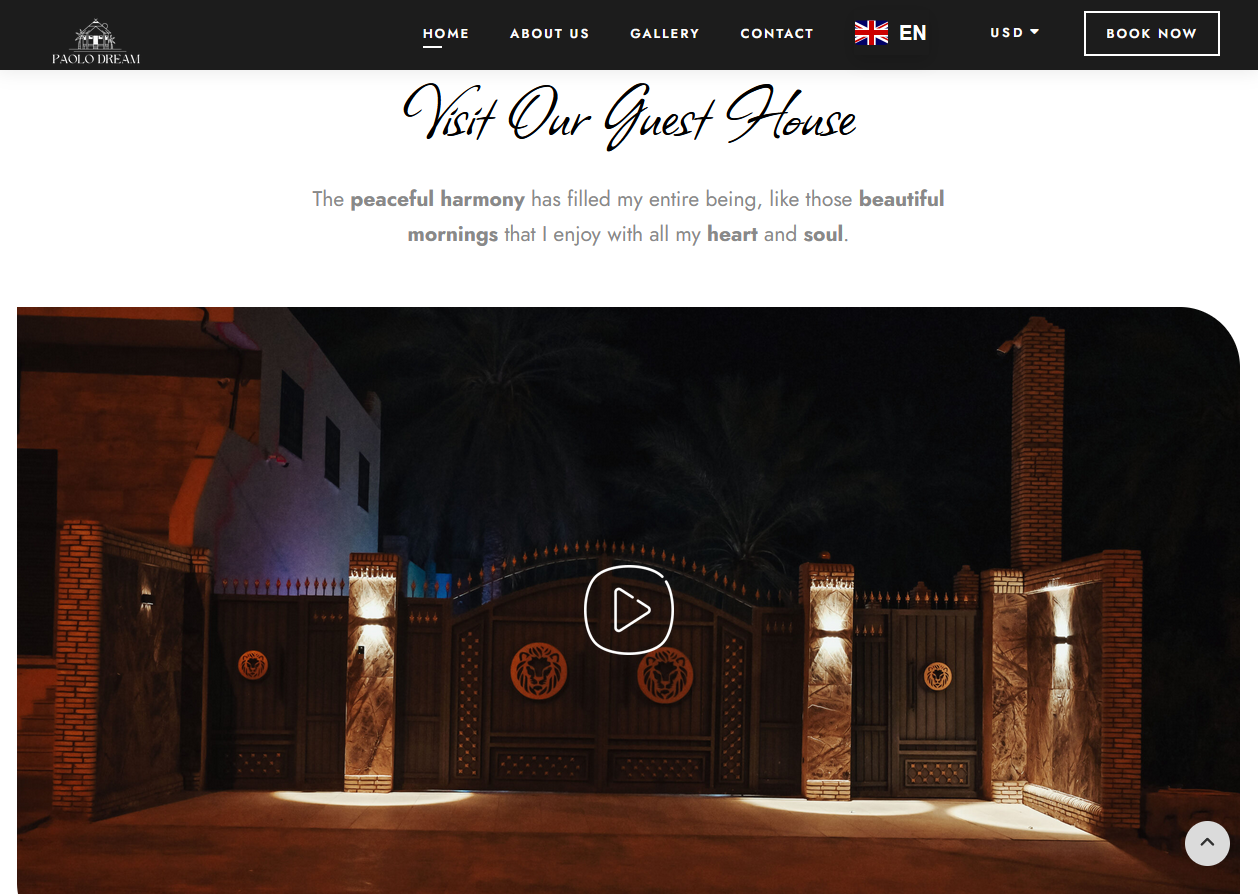 PAOLO DREAM
HOME
ABOUT US
GALLERY
CONTACT
EN
USD
BOOK NOW
Visit Our Guest House
The peaceful harmony has filled my entire being, like those beautiful
mornings that I enjoy with all my heart and soul.